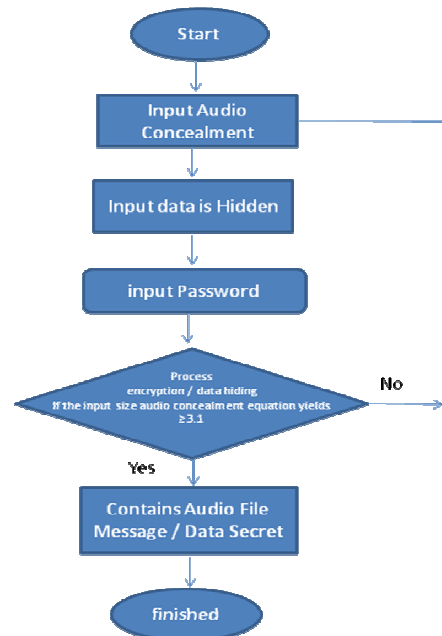 Start
Input Audio
Concealment
Input data is Hidden
input Password
Process
encryption / data hiding
If the input size audio concealment equation yields
≥3.1
No
Yes
Contains Audio File
Message / Data Secret
finished